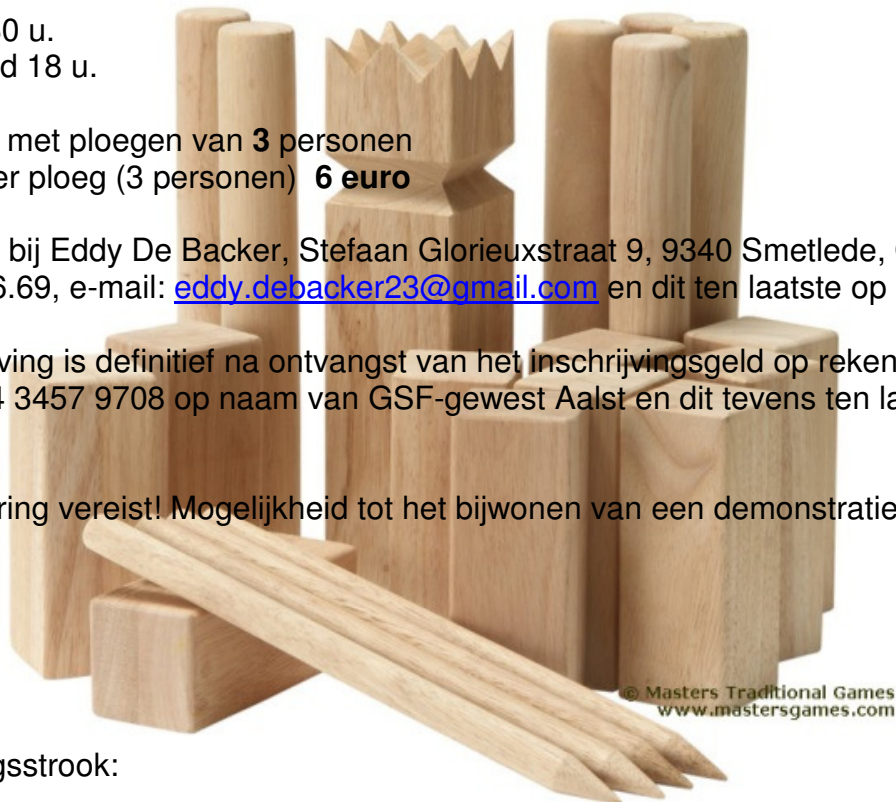 0 u.
d 18 u.
met ploegen van 3 personen
er ploeg (3 personen) 6 euro
bij Eddy De Backer, Stefaan Glorieuxstraat 9, 9340 Smetlede,
6.69, e-mail: eddy.debacker23@gmail.com en dit ten laatste op
ving is definitief na ontvangst van het inschrijvingsgeld op reken
4 3457 9708 op naam van GSF-gewest Aalst en dit tevens ten la
ring vereist! Mogelijkheid tot het bijwonen van een demonstratie
© Masters Traditional Games
www.mastersgames.com
gsstrook: